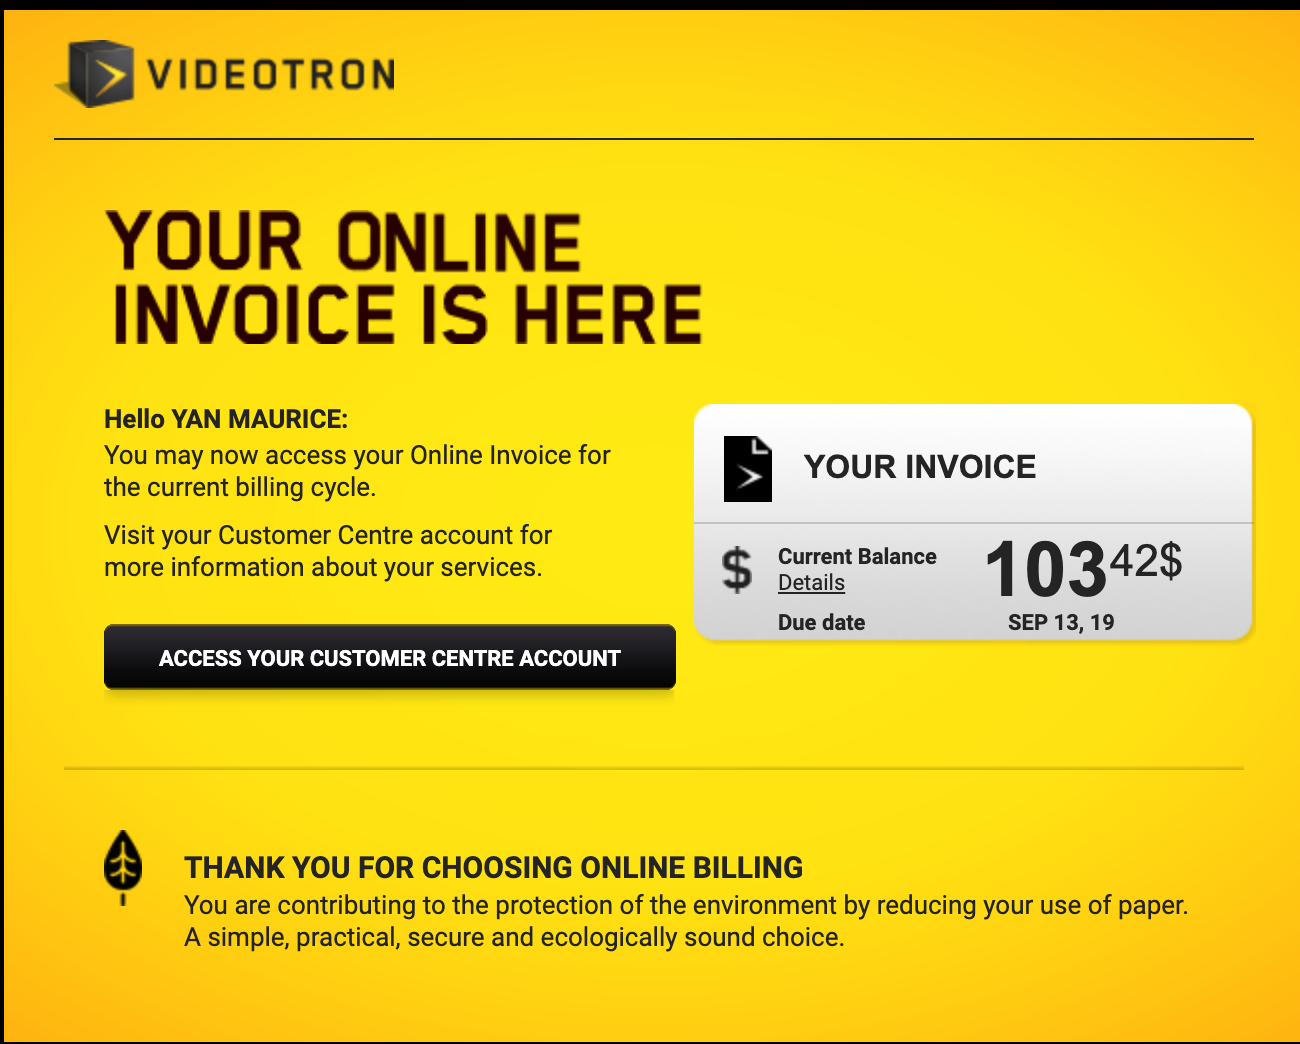 VIDEOTRON
YOUR ONLINE
INVOICE IS HERE
Hello YAN MAURICE:
You may now access your Online Invoice for
the current billing cycle.
Visit your Customer Centre account for
more information about your services.
ACCESS YOUR CUSTOMER CENTRE ACCOUNT
YOUR INVOICE
$
Current Balance 103 42$
Details
Due date SEP 13, 19
THANK YOU FOR CHOOSING ONLINE BILLING
You are contributing to the protection of the environment by reducing your use of paper.
A simple, practical, secure and ecologically sound choice.